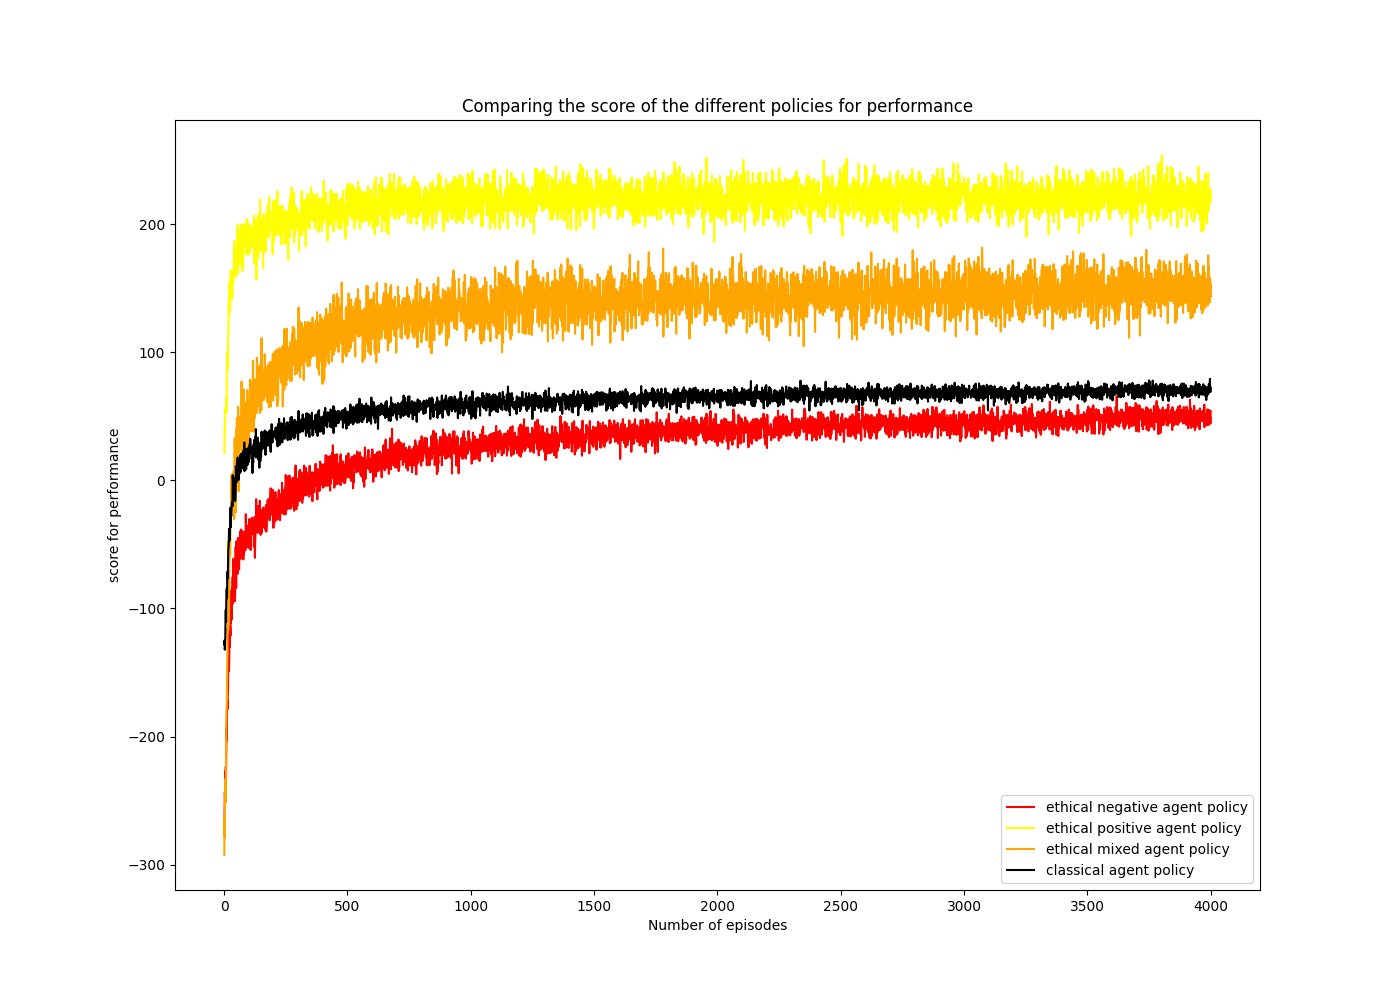 Comparing the score of the different policies for performance
200
100
0
−100
−200
−300
score for performance
0 500 1000 1500 2000 2500 3000 3500 4000
Number of episodes
ethical negative agent policy
ethical positive agent policy
ethical mixed agent policy
classical agent policy